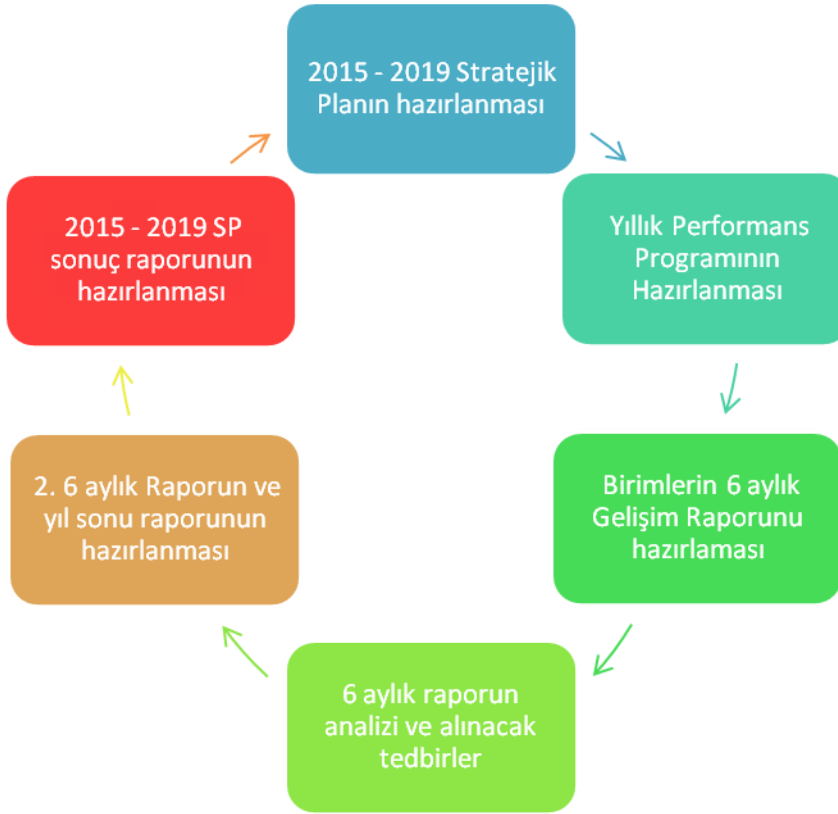 2015 - 2019 Stratejik
Planın hazırlanması
Yıllık Performans
Programının
Hazırlanması
Birimlerin 6 aylık
Gelişim Raporunu
hazırlaması
6 aylık raporun
analizi ve alınacak
tedbirler
2. 6 aylık Raporun ve
yıl sonu raporunun
hazırlanması
2015 - 2019 SP
sonuç raporunun
hazırlanması